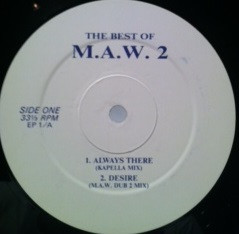 THE BEST OF
M.A.W. 2
SIDE ONE
33⅓ RPM
EP 1/A
1. ALWAYS THERE
(KAPELLA MIX)
2. DESIRE
(M.A.W. DUB 2 MIX)